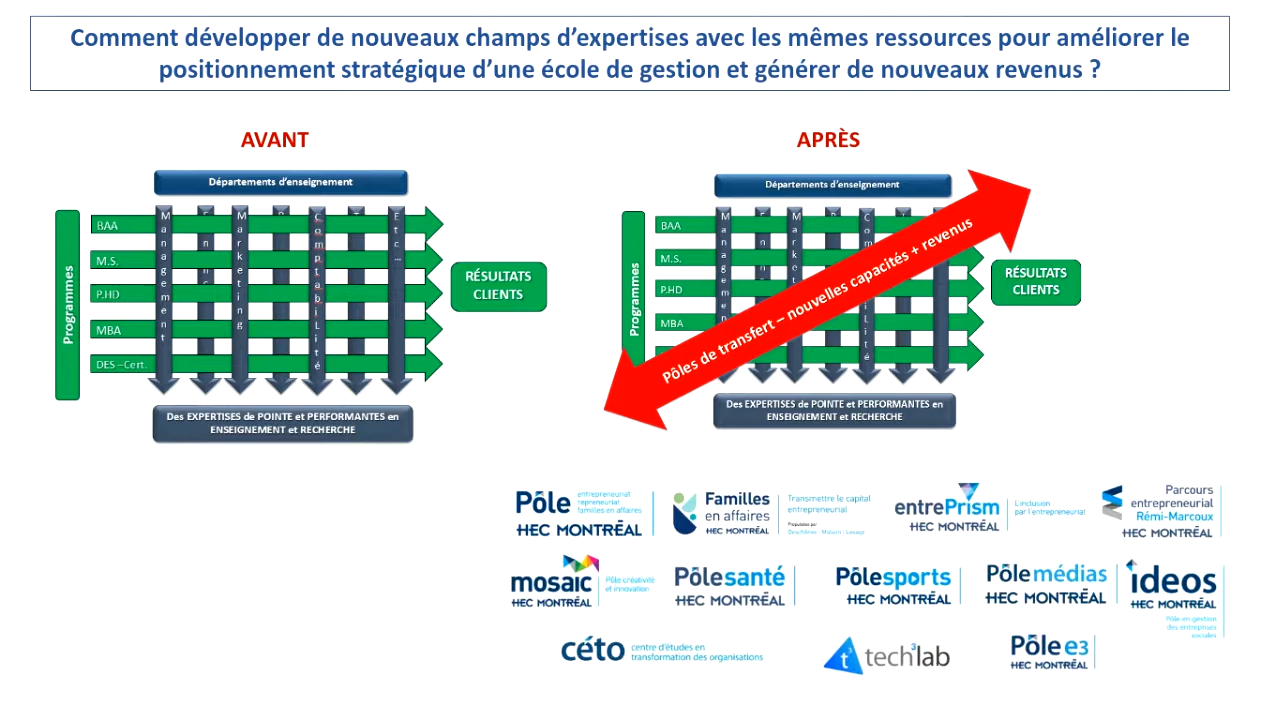 Comment développer de nouveaux champs d’expertises avec les mêmes ressources pour améliorer le
positionnement stratégique d’une école de gestion et générer de nouveaux revenus ?
AVANT
Départements d’enseignement
Programmes
BAA
M.S.
P.HD
MBA
DES –Cert.
Management
Marketing
ComptabiLité
Etc...
RÉSULTATS
CLIENTS
Des EXPERTISES de POINTE et PERFORMANTES en
ENSEIGNEMENT et RECHERCHE
APRÈS
Départements d’enseignement
Programmes
BAA
M.S.
P.HD
MBA
Pôles de transfert – nouvelles capacités + revenus
RÉSULTATS
CLIENTS
Des EXPERTISES de POINTE et PERFORMANTES en
ENSEIGNEMENT et RECHERCHE
Pôle
entrepreneuriat
repreneuriat
familles en affaires
HEC MONTRÉAL
Familles
en affaires
HEC MONTRÉAL
Transmettre le capital
entrepreneurial
Propulsées par
entrePrism
HEC MONTRÉAL
L'inclusion
par l'entrepreneuriat
Parcours
entrepreneurial
Rémi-Marcoux
HEC MONTRÉAL
mosaic
HEC MONTRÉAL
Pôle créativité
et innovation
Pôlesanté
HEC MONTRÉAL
Pôlesports
HEC MONTRÉAL
Pôlemédias
HEC MONTRÉAL
ideos
HEC MONTRÉAL
Pôle en gestion
des entreprises
sociales
céto
centre d'études en
transformation des organisations
t³
tech³lab
Pôle e3
HEC MONTRÉAL